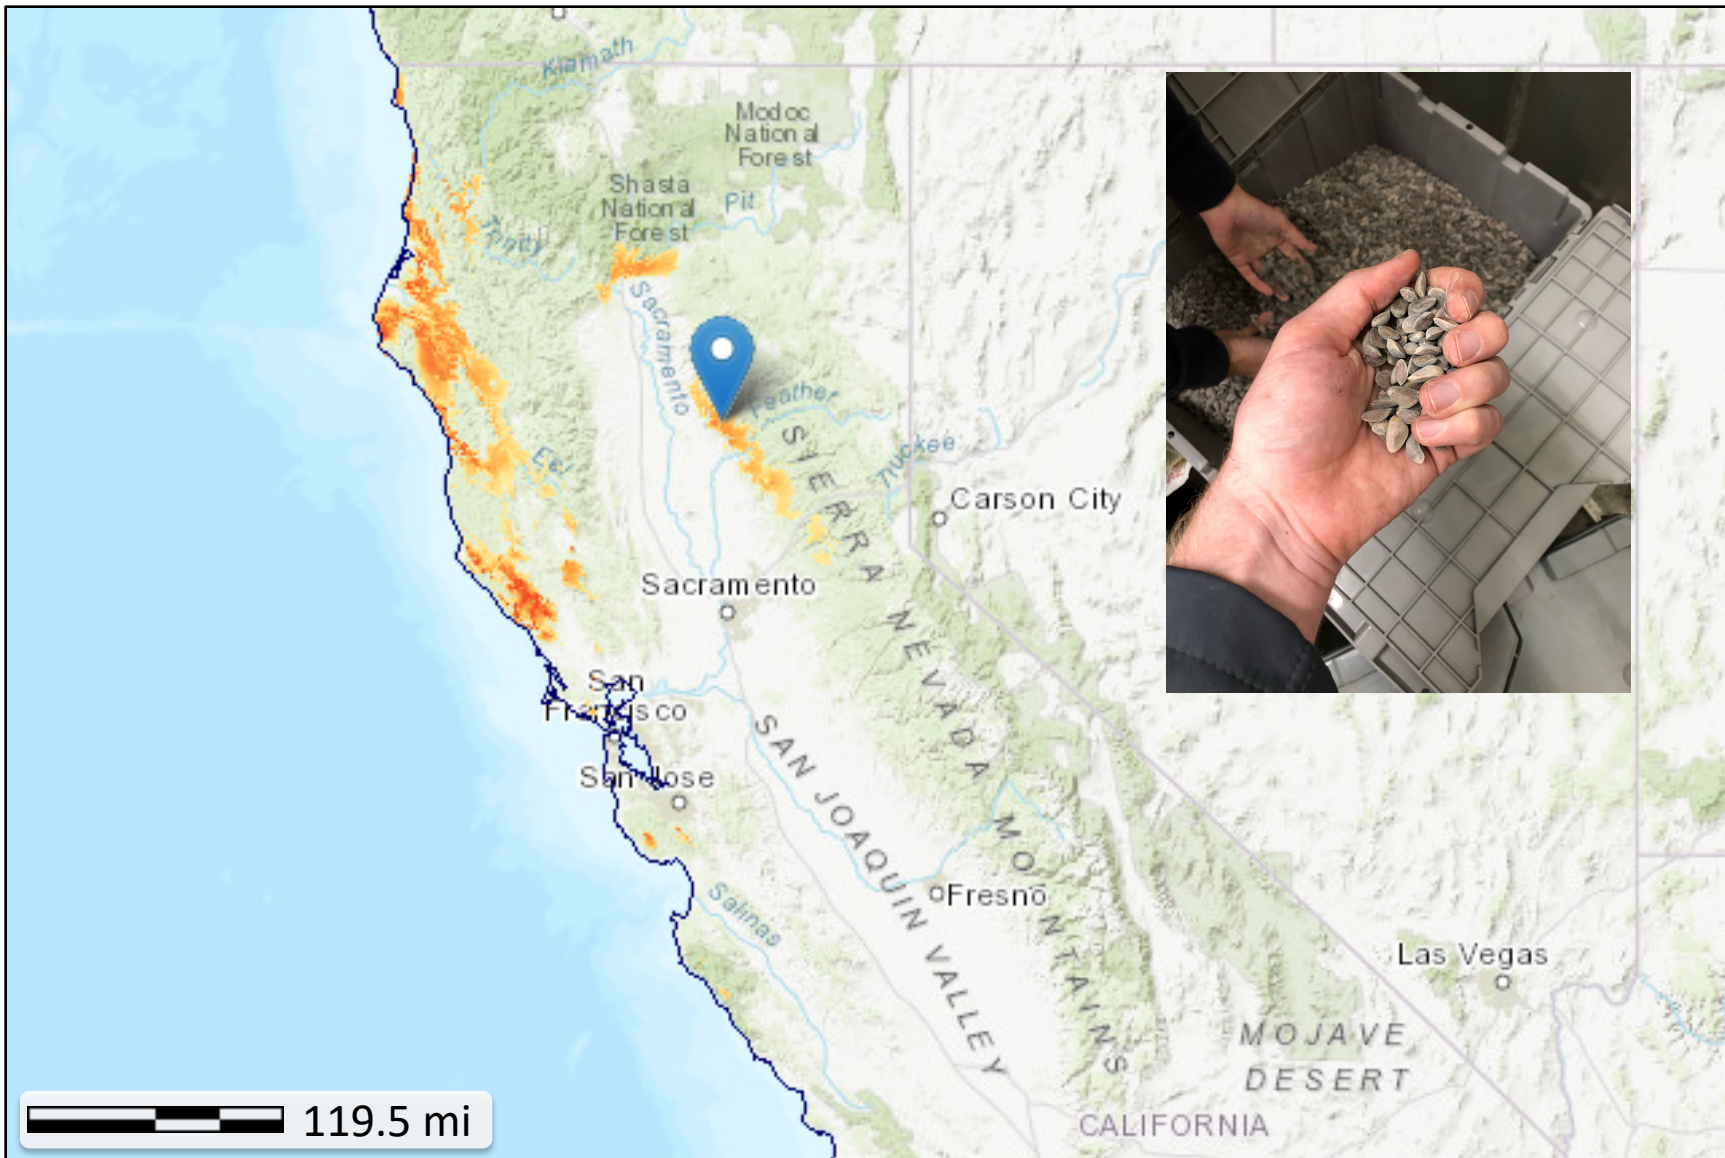 Klamath
Modoc
National
Forest
Shasta
National
Forest
Pit
Trinity
Sacramento
Feather
SIERRA NEVADA MOUNTAINS
Truckee
Eel
Carson City
Sacramento
San
Francisco
San Jose
SAN JOAQUIN VALLEY
Salinas
Fresno
Las Vegas
MOJAVE
DESERT
CALIFORNIA
119.5 mi